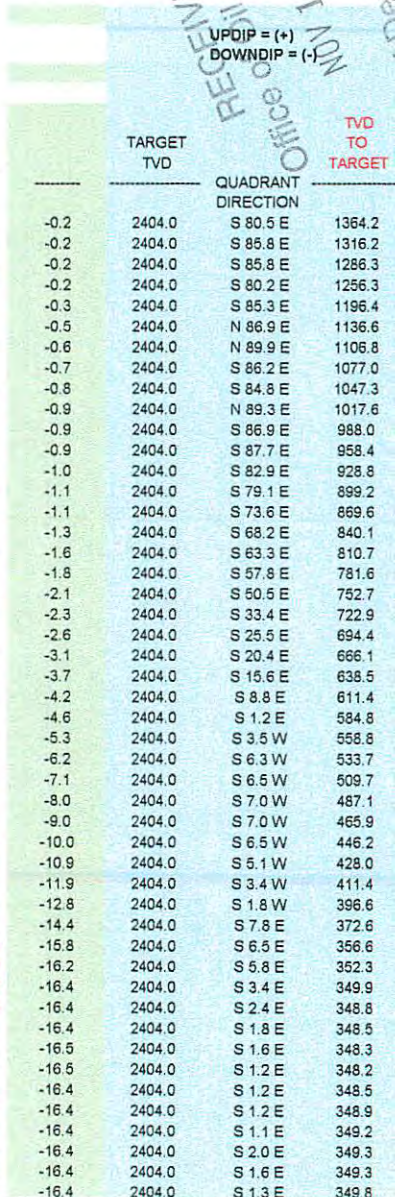 UPDIP = (+)
DOWNDIP = (-)
RECEIV
Office of Oil
NOV 1
TARGET TVD
TVD TO TARGET
QUADRANT DIRECTION
-0.2 2404.0 S 80.5 E 1364.2
-0.2 2404.0 S 85.8 E 1316.2
-0.2 2404.0 S 85.8 E 1286.3
-0.2 2404.0 S 80.2 E 1256.3
-0.3 2404.0 S 85.3 E 1196.4
-0.5 2404.0 N 86.9 E 1136.6
-0.6 2404.0 N 89.9 E 1106.8
-0.7 2404.0 S 86.2 E 1077.0
-0.8 2404.0 S 84.8 E 1047.3
-0.9 2404.0 N 89.3 E 1017.6
-0.9 2404.0 S 86.9 E 988.0
-0.9 2404.0 S 87.7 E 958.4
-1.0 2404.0 S 82.9 E 928.8
-1.1 2404.0 S 79.1 E 899.2
-1.1 2404.0 S 73.6 E 869.6
-1.3 2404.0 S 68.2 E 840.1
-1.6 2404.0 S 63.3 E 810.7
-1.8 2404.0 S 57.8 E 781.6
-2.1 2404.0 S 50.5 E 752.7
-2.3 2404.0 S 33.4 E 722.9
-2.6 2404.0 S 25.5 E 694.4
-3.1 2404.0 S 20.4 E 666.1
-3.7 2404.0 S 15.6 E 638.5
-4.2 2404.0 S 8.8 E 611.4
-4.6 2404.0 S 1.2 E 584.8
-5.3 2404.0 S 3.5 W 558.8
-6.2 2404.0 S 6.3 W 533.7
-7.1 2404.0 S 6.5 W 509.7
-8.0 2404.0 S 7.0 W 487.1
-9.0 2404.0 S 7.0 W 465.9
-10.0 2404.0 S 6.5 W 446.2
-10.9 2404.0 S 5.1 W 428.0
-11.9 2404.0 S 3.4 W 411.4
-12.8 2404.0 S 1.8 W 396.6
-14.4 2404.0 S 7.8 E 372.6
-15.8 2404.0 S 6.5 E 356.6
-16.2 2404.0 S 5.8 E 352.3
-16.4 2404.0 S 3.4 E 349.9
-16.4 2404.0 S 2.4 E 348.8
-16.4 2404.0 S 1.8 E 348.5
-16.5 2404.0 S 1.6 E 348.3
-16.5 2404.0 S 1.2 E 348.2
-16.4 2404.0 S 1.2 E 348.5
-16.4 2404.0 S 1.2 E 348.9
-16.4 2404.0 S 1.1 E 349.2
-16.4 2404.0 S 2.0 E 349.3
-16.4 2404.0 S 1.6 E 349.3
-16.4 2404.0 S 1.3 E 349.8